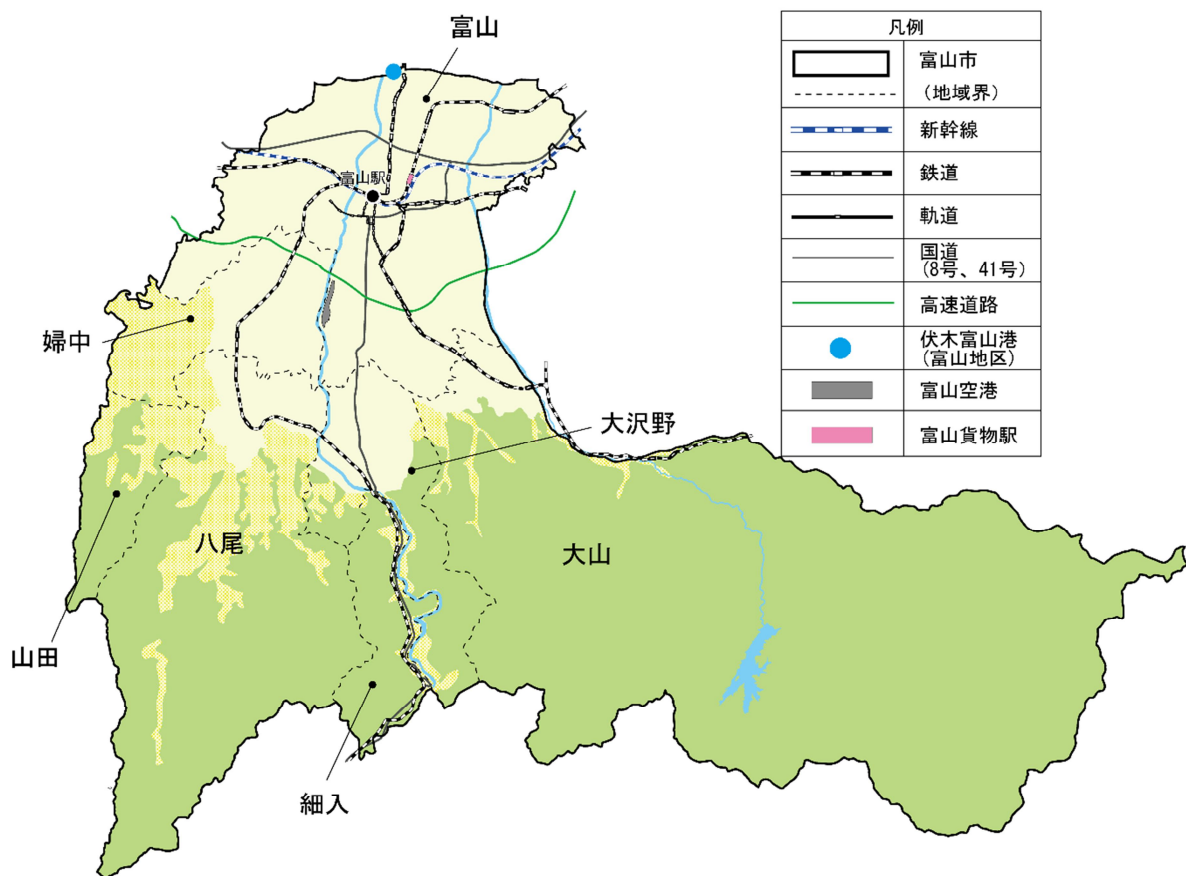 富山
富山駅
婦中
大沢野
八尾
大山
山田
細入
凡例
富山市
(地域界)
新幹線
鉄道
軌道
国道
(8号、41号)
高速道路
伏木富山港
(富山地区)
富山空港
富山貨物駅